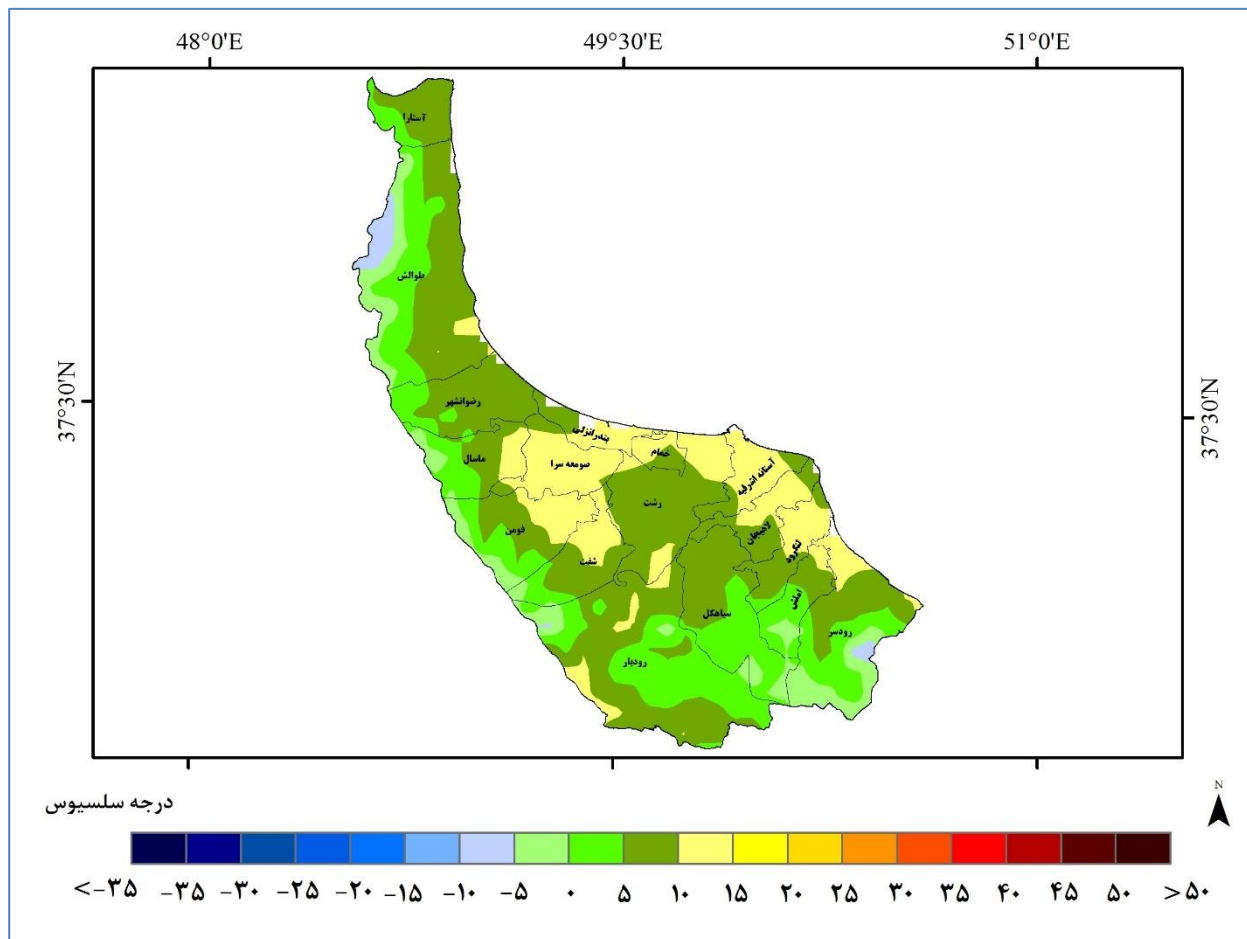 48°0'E 49°30'E 51°0'E
37°30'N
37°30'N
آستارا
طوالش
رضوانشهر
بندرانزلی
خمام
ماسال
صومعه سرا
آستانه اشرفیه
رشت
فومن
لاهیجان
لنگرود
شفت
املش
سیاهکل
رودسر
رودبار
درجه سلسیوس
N
<-۳۵ -۳۵ -۳۰ -۲۵ -۲۰ -۱۵ -۱۰ -۵ ۰ ۵ ۱۰ ۱۵ ۲۰ ۲۵ ۳۰ ۳۵ ۴۰ ۴۵ ۵۰ >۵۰